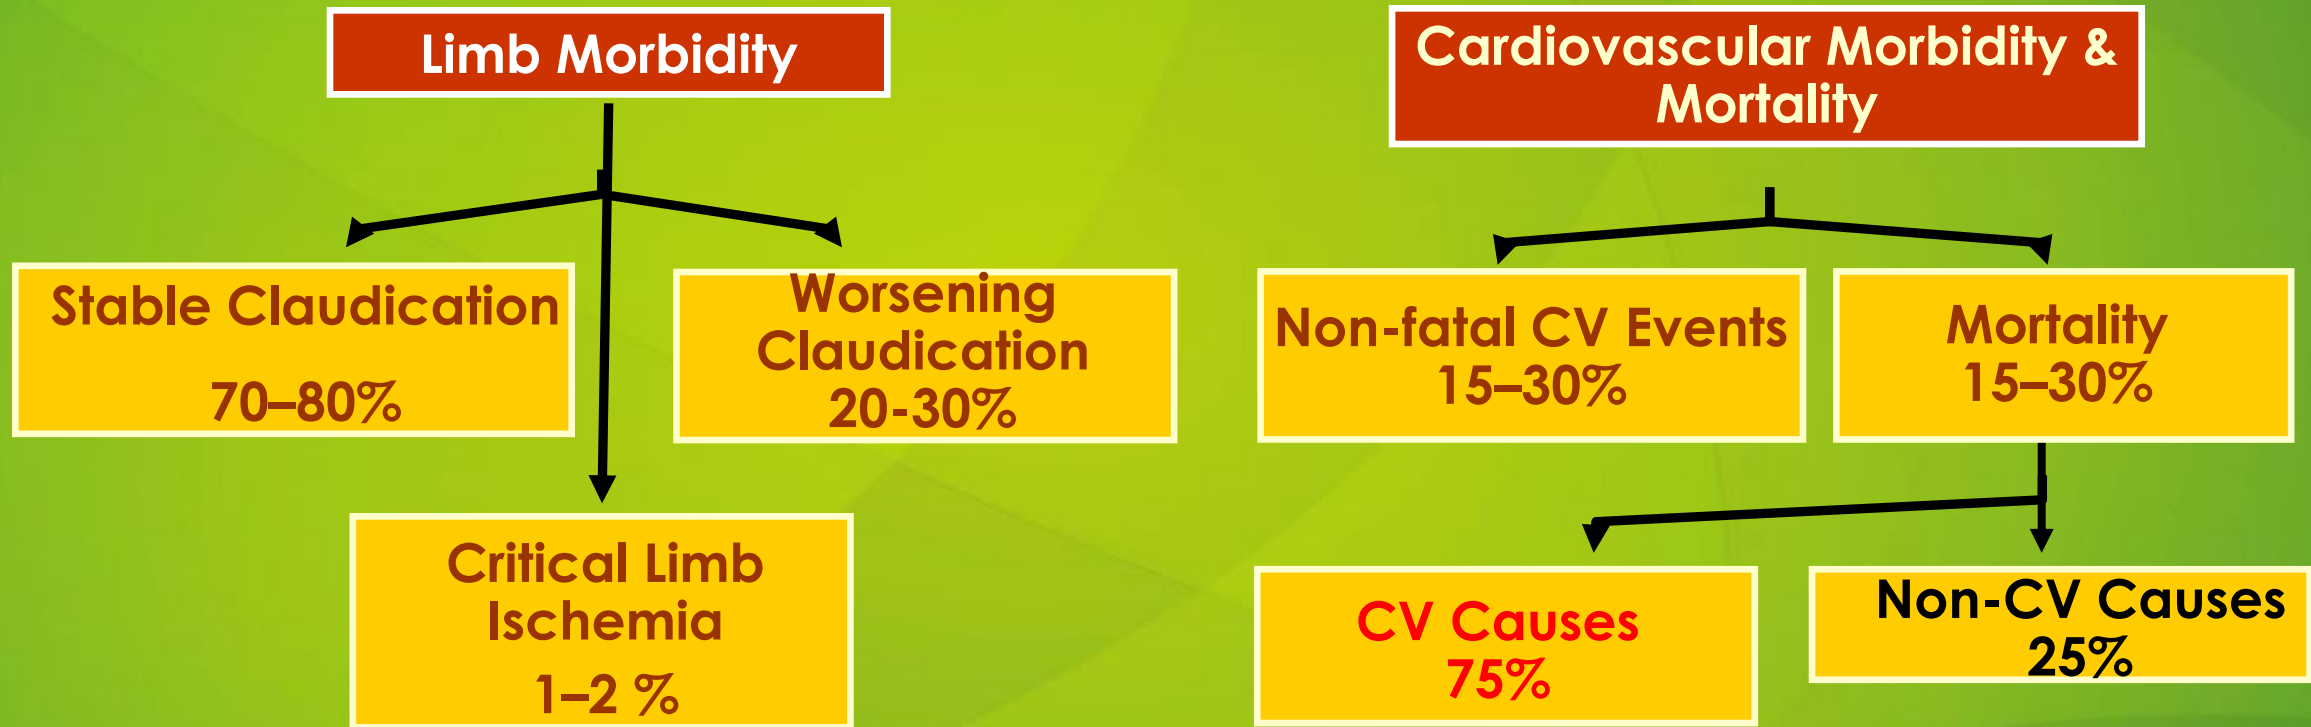 Limb Morbidity
Cardiovascular Morbidity &
Mortality
Stable Claudication
70–80%
Worsening
Claudication
20-30%
Non-fatal CV Events
15–30%
Mortality
15–30%
Critical Limb
Ischemia
1–2 %
CV Causes
75%
Non-CV Causes
25%